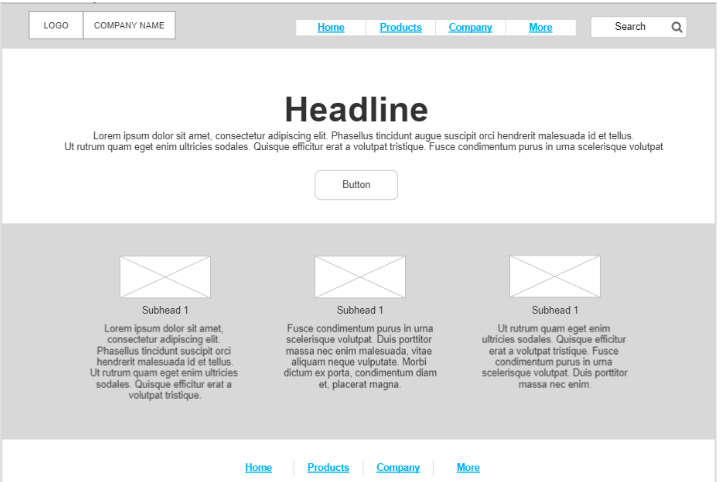 LOGO
COMPANY NAME
Home
Products
Company
More
Search
Headline
Lorem ipsum dolor sit amet, consectetur adipiscing elit. Phasellus tincidunt augue suscipit orci hendrerit malesuada id et tellus.
Ut rutrum quam eget enim ultricies sodales. Quisque efficitur erat a volutpat tristique. Fusce condimentum purus in urna scelerisque volutpat
Button
Subhead 1
Lorem ipsum dolor sit amet,
consectetur adipiscing elit.
Phasellus tincidunt suscipit orci
hendrerit malesuada id et tellus.
Ut rutrum quam eget enim ultricies
sodales. Quisque efficitur erat a
volutpat tristique.
Subhead 1
Fusce condimentum purus in urna
scelerisque volutpat. Duis porttitor
massa nec enim malesuada, vitae
aliquam neque vulputate. Morbi
dictum ex porta, condimentum diam
et, placerat magna.
Subhead 1
Ut rutrum quam eget enim
ultricies sodales. Quisque efficitur
erat a volutpat tristique. Fusce
condimentum purus in urna
scelerisque volutpat. Duis porttitor
massa nec enim.
Home
Products
Company
More